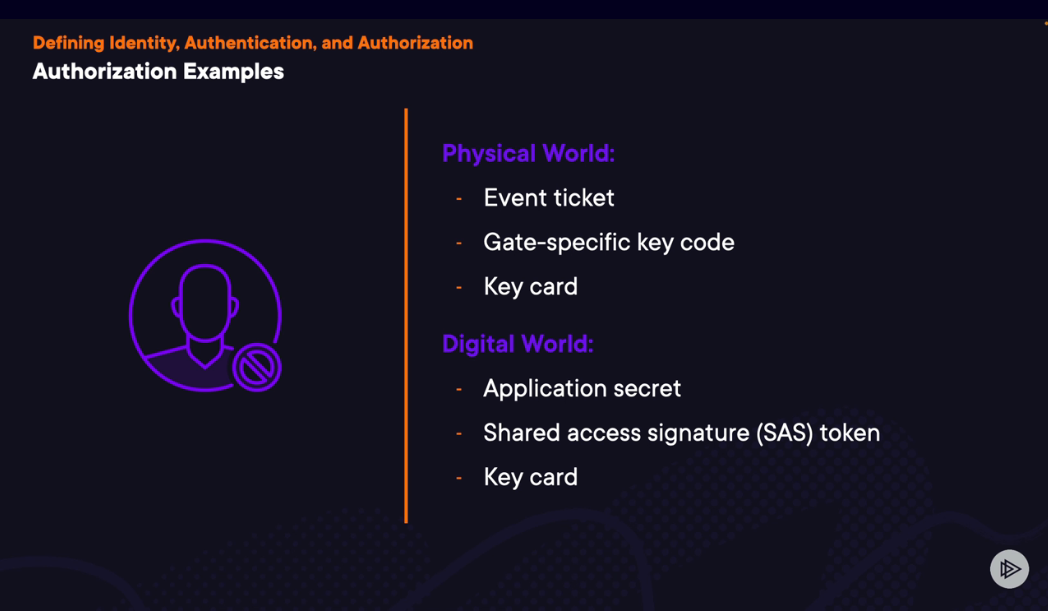 Defining Identity, Authentication, and Authorization
Authorization Examples
Physical World:
- Event ticket
- Gate-specific key code
- Key card
Digital World:
- Application secret
- Shared access signature (SAS) token
- Key card